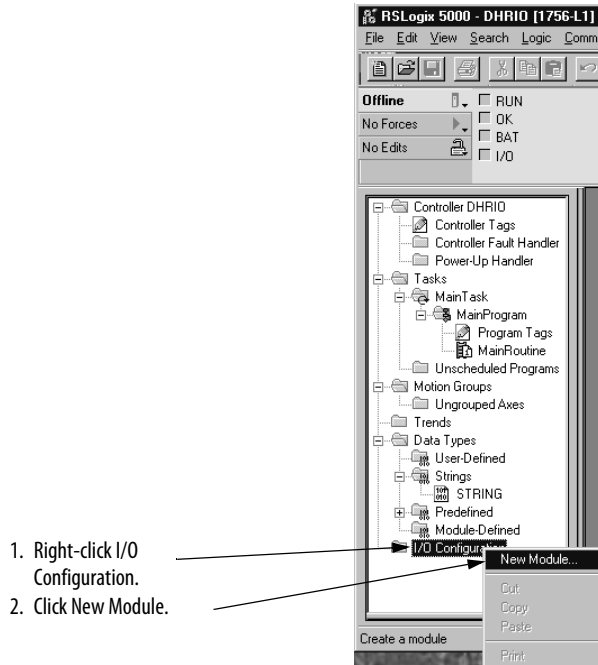 RSLogix 5000 - DHRIO [1756-L1]
File Edit View Search Logic Comm
Offline
RUN
No Forces
OK
BAT
No Edits
I/O
Controller DHRIO
Controller Tags
Controller Fault Handler
Power-Up Handler
Tasks
MainTask
MainProgram
Program Tags
MainRoutine
Unscheduled Programs
Motion Groups
Ungrouped Axes
Trends
Data Types
User-Defined
Strings
STRING
Predefined
Module-Defined
I/O Configuration
New Module...
Cut
Copy
Paste
Print
Create a module
1. Right-click I/O
Configuration.
2. Click New Module.